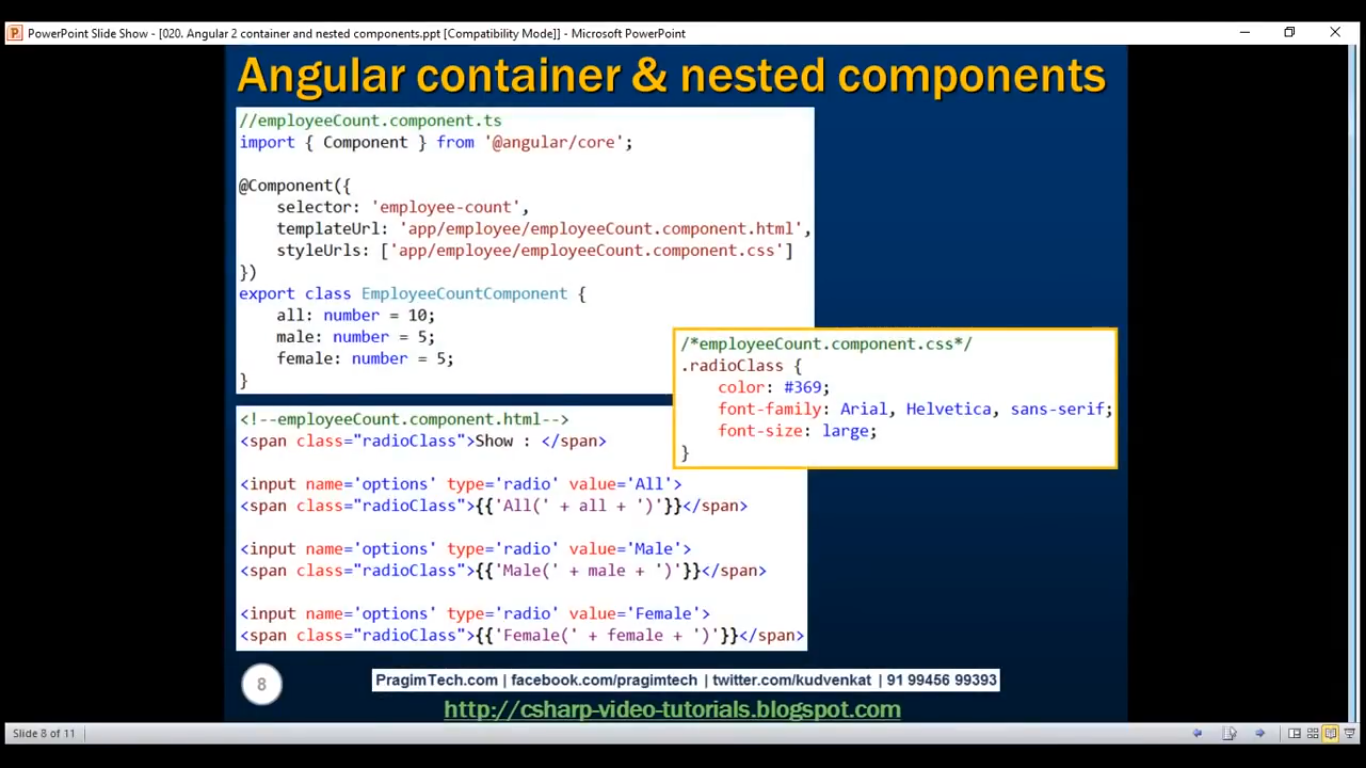 PowerPoint Slide Show - [020. Angular 2 container and nested components.ppt [Compatibility Mode]] - Microsoft PowerPoint
Angular container & nested components
//employeeCount.component.ts
import { Component } from '@angular/core';
@Component({
    selector: 'employee-count',
    templateUrl: 'app/employee/employeeCount.component.html',
    styleUrls: ['app/employee/employeeCount.component.css']
})
export class EmployeeCountComponent {
    all: number = 10;
    male: number = 5;
    female: number = 5;
}
/*employeeCount.component.css*/
.radioClass {
    color: #369;
    font-family: Arial, Helvetica, sans-serif;
    font-size: large;
}
<!--employeeCount.component.html-->
<span class="radioClass">Show : </span>
<input name='options' type='radio' value='All'>
<span class="radioClass">{{'All(' + all + ')'}}</span>
<input name='options' type='radio' value='Male'>
<span class="radioClass">{{'Male(' + male + ')'}}</span>
<input name='options' type='radio' value='Female'>
<span class="radioClass">{{'Female(' + female + ')'}}</span>
8
PragimTech.com | facebook.com/pragimtech | twitter.com/kudvenkat | 91 99456 99393
http://csharp-video-tutorials.blogspot.com
Slide 8 of 11